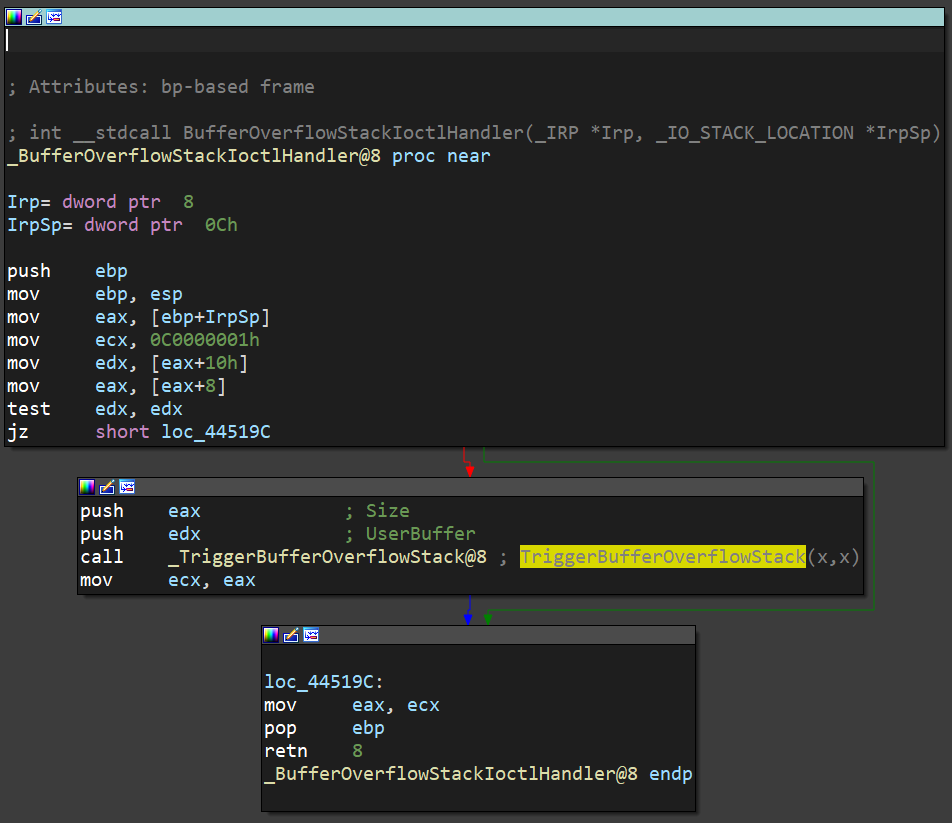 ; Attributes: bp-based frame
; int __stdcall BufferOverflowStackIoctlHandler(_IRP *Irp, _IO_STACK_LOCATION *IrpSp)
_BufferOverflowStackIoctlHandler@8 proc near
Irp= dword ptr  8
IrpSp= dword ptr  0Ch
push    ebp
mov     ebp, esp
mov     eax, [ebp+IrpSp]
mov     ecx, 0C0000001h
mov     edx, [eax+10h]
mov     eax, [eax+8]
test    edx, edx
jz      short loc_44519C
push    eax             ; Size
push    edx             ; UserBuffer
call    _TriggerBufferOverflowStack@8 ; TriggerBufferOverflowStack(x,x)
mov     ecx, eax
loc_44519C:
mov     eax, ecx
pop     ebp
retn    8
_BufferOverflowStackIoctlHandler@8 endp